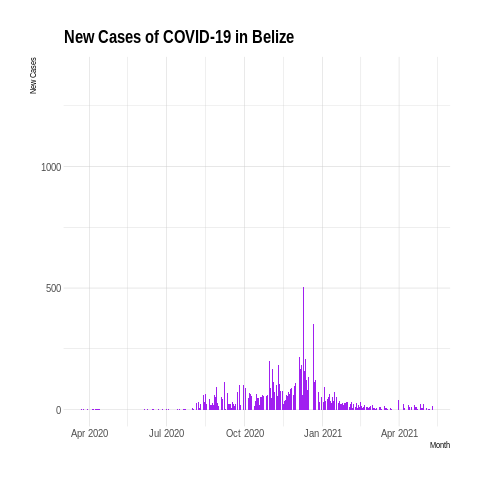 New Cases of COVID-19 in Belize
New Cases
1000
500
0
Apr 2020 Jul 2020 Oct 2020 Jan 2021 Apr 2021
Month